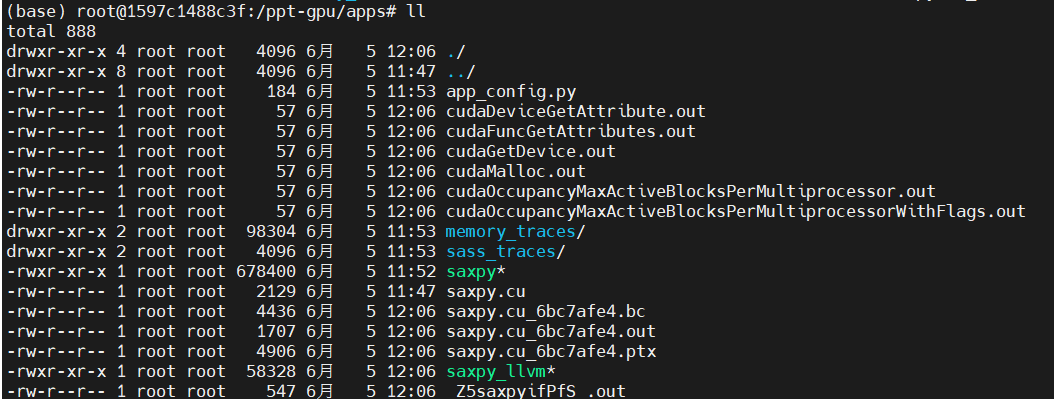 (base) root@1597c1488c3f:/ppt-gpu/apps# ll
total 888
drwxr-xr-x 4 root root   4096 6月   5 12:06 ./
drwxr-xr-x 8 root root   4096 6月   5 11:47 ../
-rw-r--r-- 1 root root    184 6月   5 11:53 app_config.py
-rw-r--r-- 1 root root     57 6月   5 12:06 cudaDeviceGetAttribute.out
-rw-r--r-- 1 root root     57 6月   5 12:06 cudaFuncGetAttributes.out
-rw-r--r-- 1 root root     57 6月   5 12:06 cudaGetDevice.out
-rw-r--r-- 1 root root     57 6月   5 12:06 cudaMalloc.out
-rw-r--r-- 1 root root     57 6月   5 12:06 cudaOccupancyMaxActiveBlocksPerMultiprocessor.out
-rw-r--r-- 1 root root     57 6月   5 12:06 cudaOccupancyMaxActiveBlocksPerMultiprocessorWithFlags.out
drwxr-xr-x 2 root root  98304 6月   5 11:53 memory_traces/
drwxr-xr-x 2 root root   4096 6月   5 11:53 sass_traces/
-rwxr-xr-x 1 root root 678400 6月   5 11:52 saxpy*
-rw-r--r-- 1 root root   2129 6月   5 11:47 saxpy.cu
-rw-r--r-- 1 root root   4436 6月   5 12:06 saxpy.cu_6bc7afe4.bc
-rw-r--r-- 1 root root   1707 6月   5 12:06 saxpy.cu_6bc7afe4.out
-rw-r--r-- 1 root root   4906 6月   5 12:06 saxpy.cu_6bc7afe4.ptx
-rwxr-xr-x 1 root root  58328 6月   5 12:06 saxpy_llvm*
-rw-r--r-- 1 root root    547 6月   5 12:06 _Z5saxpyifPfS_.out